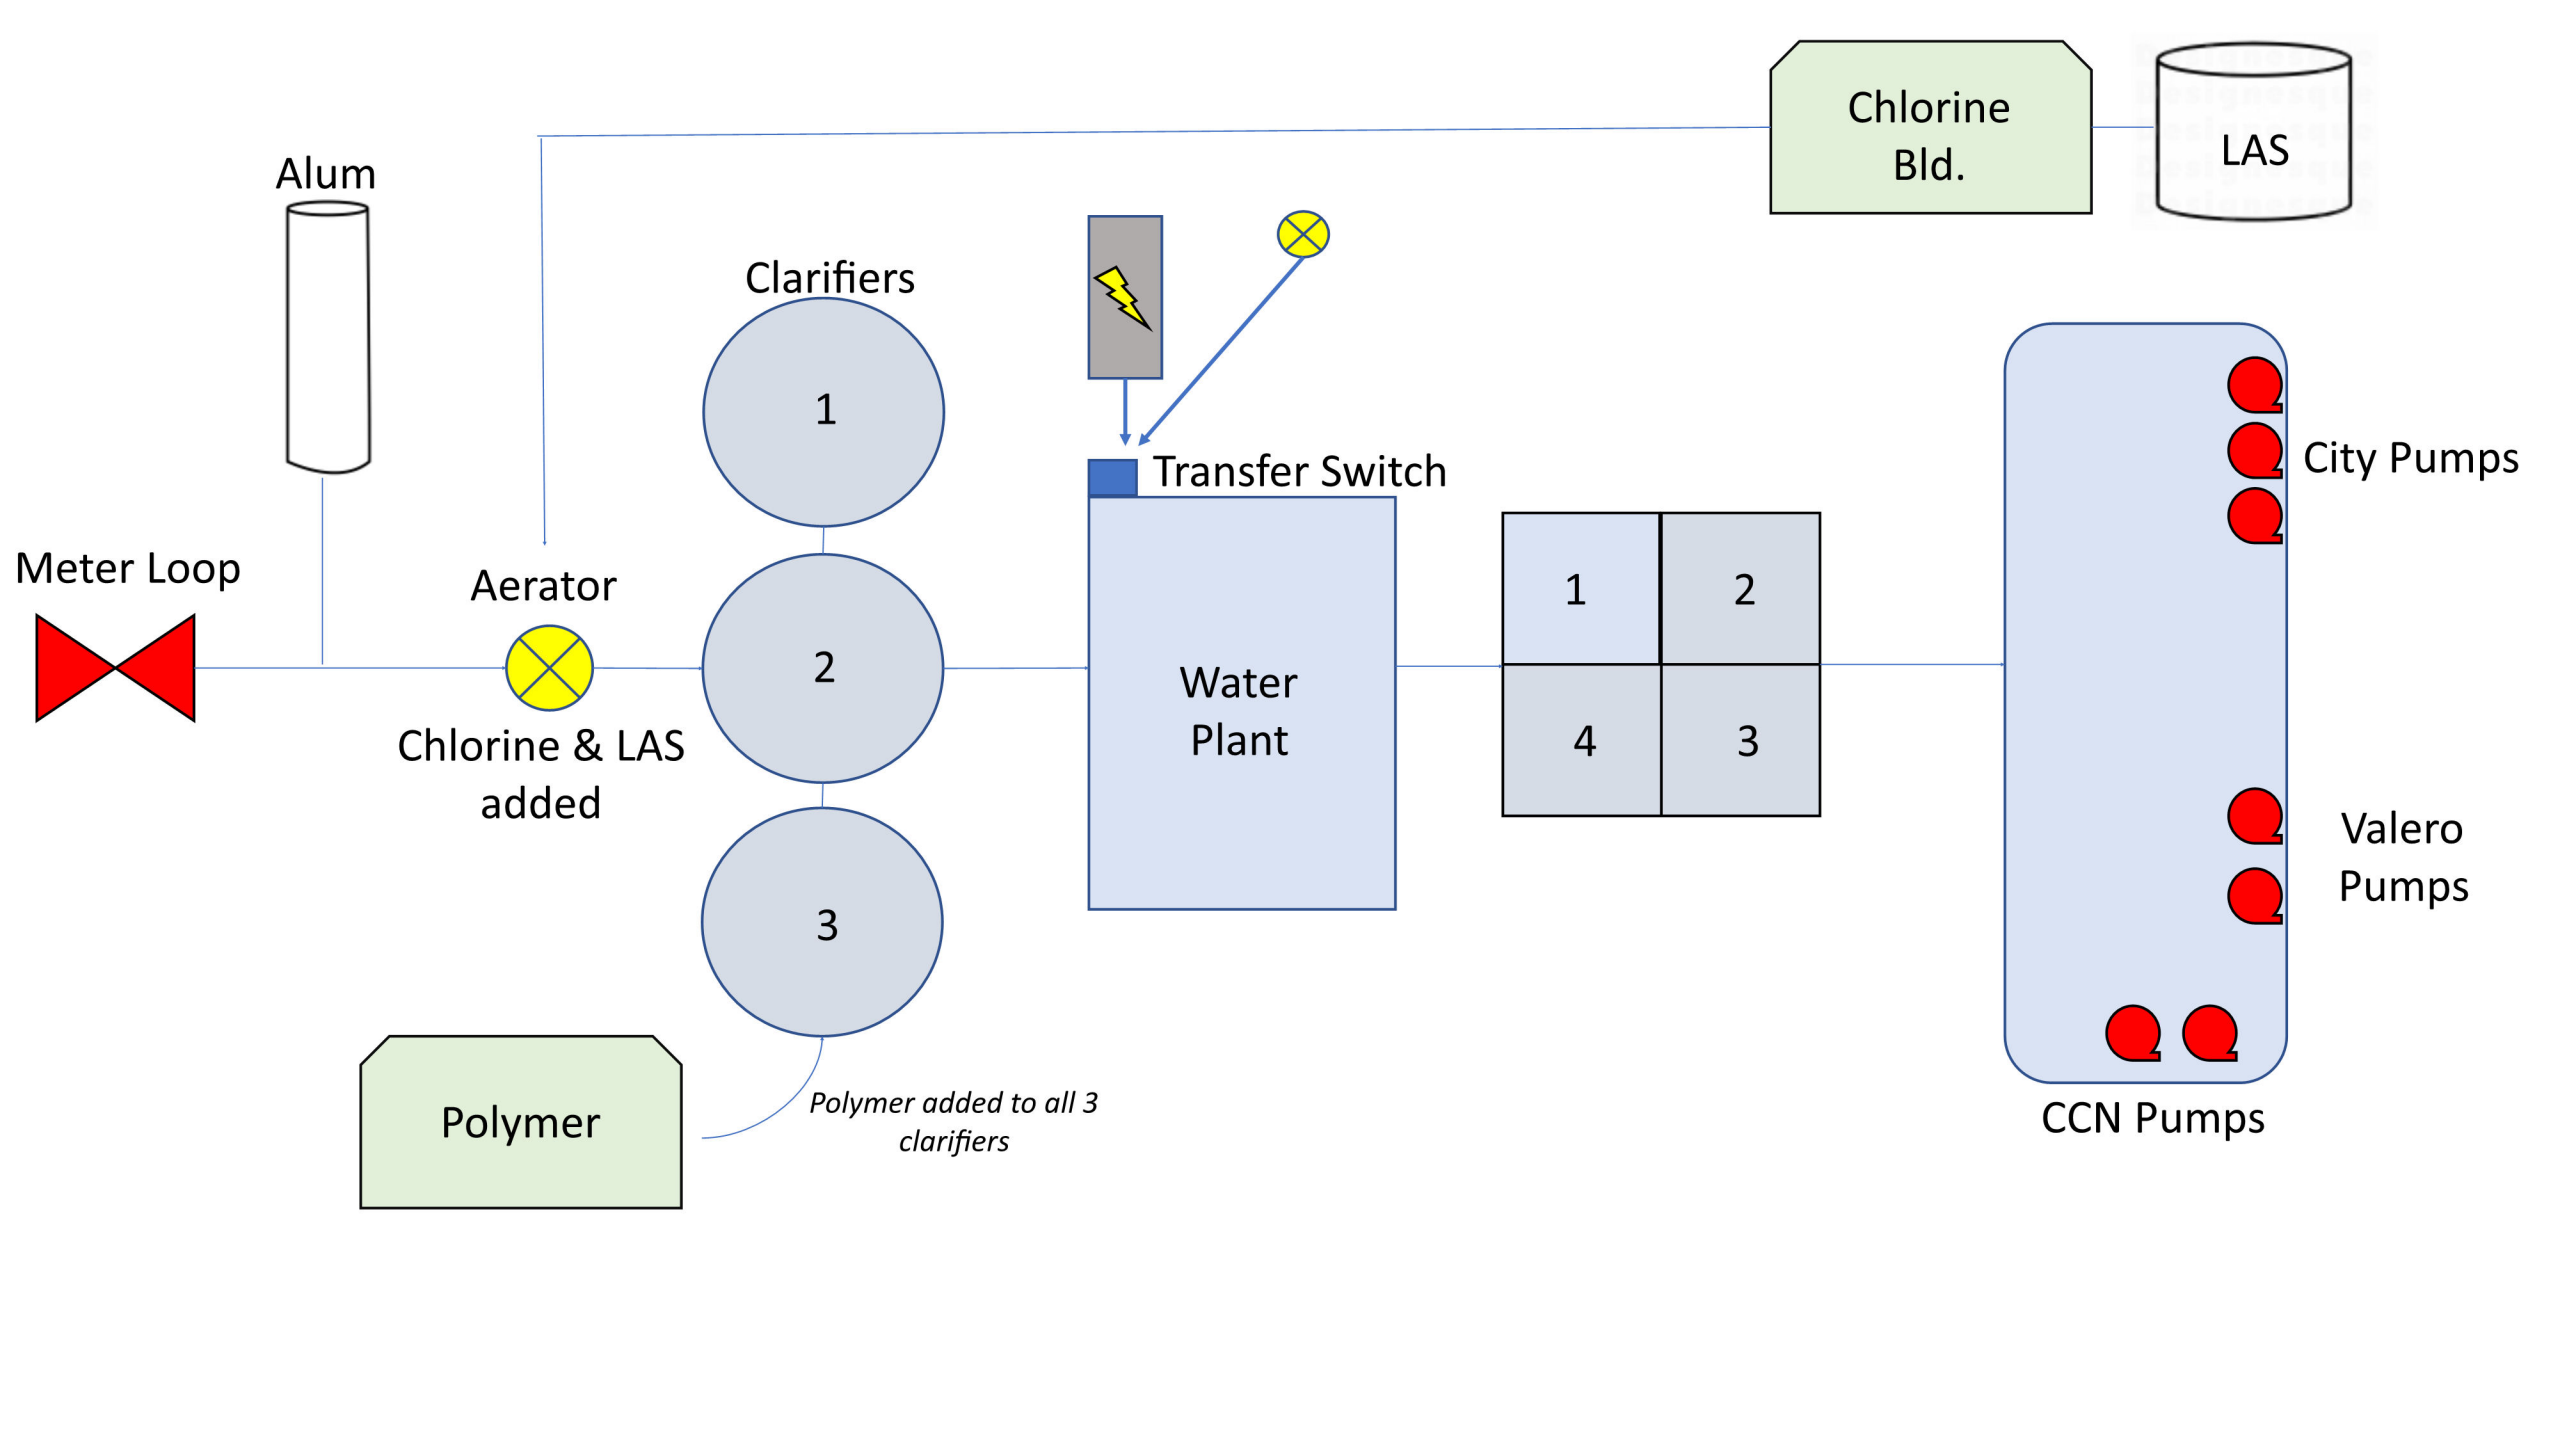 Chlorine
Bld.
LAS
Alum
Clarifiers
1
Transfer Switch
City Pumps
Meter Loop
Aerator
1
2
2
Water
Plant
4
3
Chlorine & LAS
added
Valero
Pumps
3
Polymer
Polymer added to all 3
clarifiers
CCN Pumps